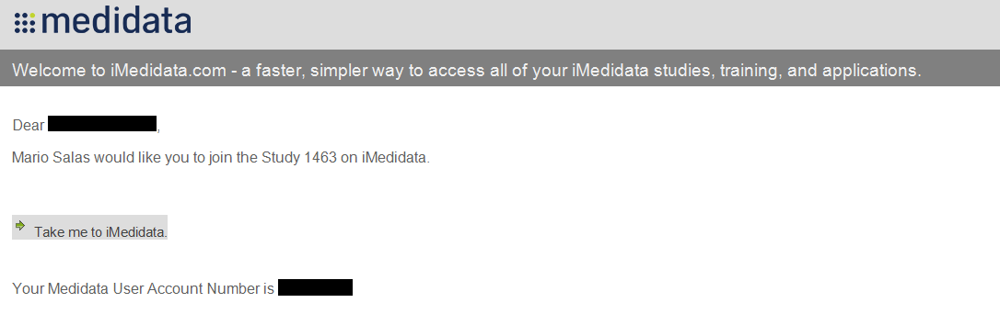 medidata
Welcome to iMedidata.com - a faster, simpler way to access all of your iMedidata studies, training, and applications.
Dear ,
Mario Salas would like you to join the Study 1463 on iMedidata.
Take me to iMedidata.
Your Medidata User Account Number is